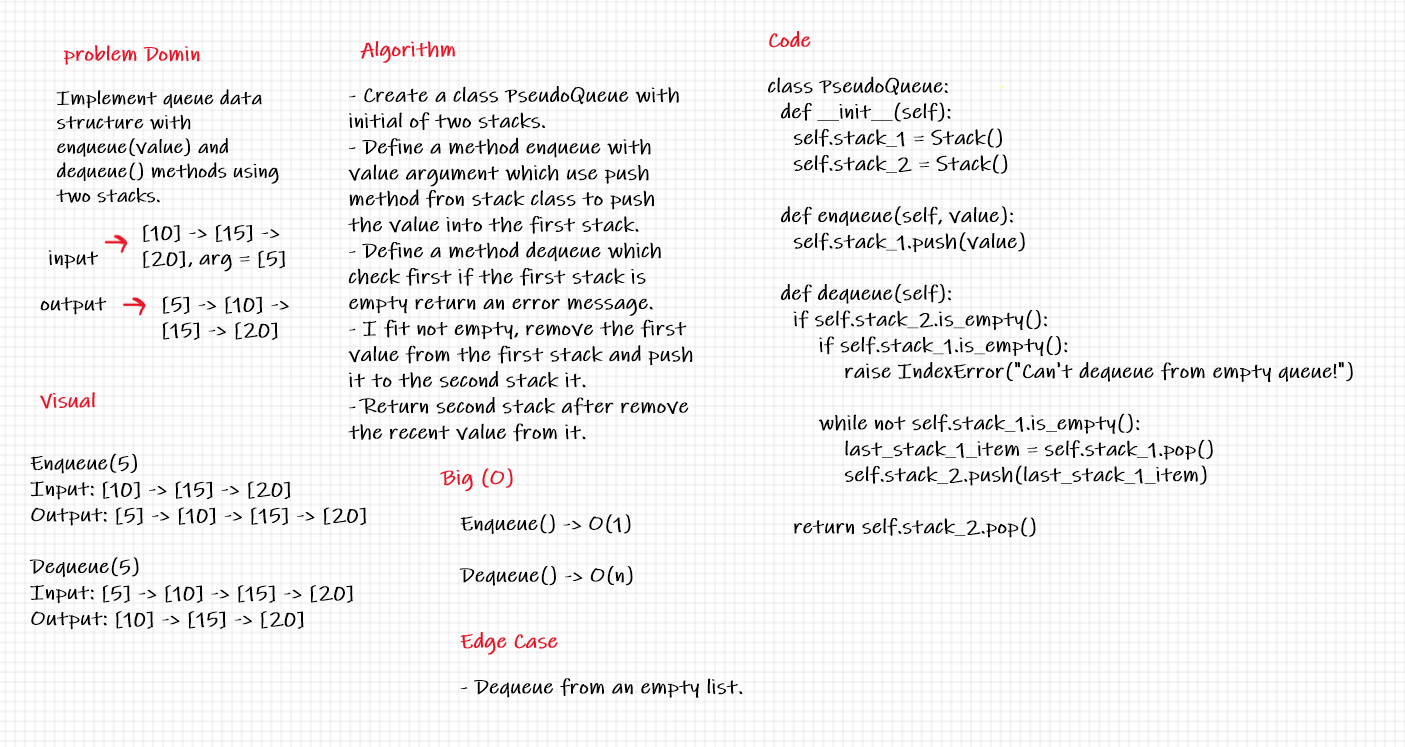 problem Domin
Implement queue data
structure with
enqueue(value) and
dequeue() methods using
two stacks.
input
[10] -> [15] ->
[20], arg = [5]
output
[5] -> [10] ->
[15] -> [20]
Visual
Enqueue(5)
Input: [10] -> [15] -> [20]
Output: [5] -> [10] -> [15] -> [20]
Dequeue(5)
Input: [5] -> [10] -> [15] -> [20]
Output: [10] -> [15] -> [20]
Algorithm
- Create a class PseudoQueue with
initial of two stacks.
- Define a method enqueue with
value argument which use push
method fron stack class to push
the value into the first stack.
- Define a method dequeue which
check first if the first stack is
empty return an error message.
- I fit not empty, remove the first
value from the first stack and push
it to the second stack it.
- Return second stack after remove
the recent value from it.
Big (O)
Enqueue() -> O(1)
Dequeue() -> O(n)
Edge Case
- Dequeue from an empty list.
Code
class PseudoQueue:
def __init__(self):
self.stack_1 = Stack()
self.stack_2 = Stack()
def enqueue(self, value):
self.stack_1.push(value)
def dequeue(self):
if self.stack_2.is_empty():
if self.stack_1.is_empty():
raise IndexError("Can't dequeue from empty queue!")
while not self.stack_1.is_empty():
last_stack_1_item = self.stack_1.pop()
self.stack_2.push(last_stack_1_item)
return self.stack_2.pop()